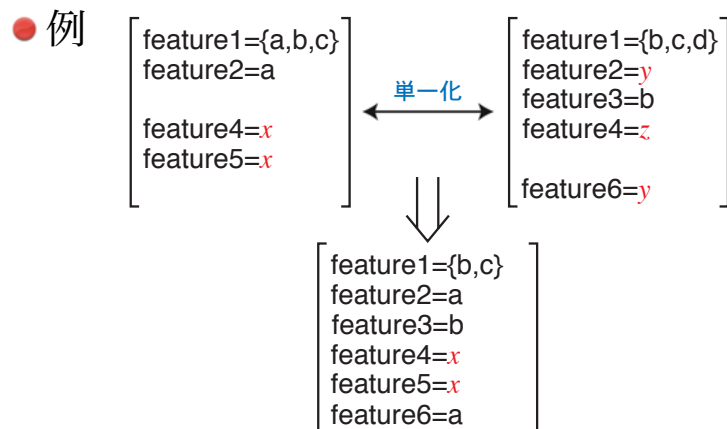 例
feature1={a,b,c}
feature2=a
feature4=x
feature5=x
単一化
feature1={b,c,d}
feature2=y
feature3=b
feature4=z
feature6=y
feature1={b,c}
feature2=a
feature3=b
feature4=x
feature5=x
feature6=a